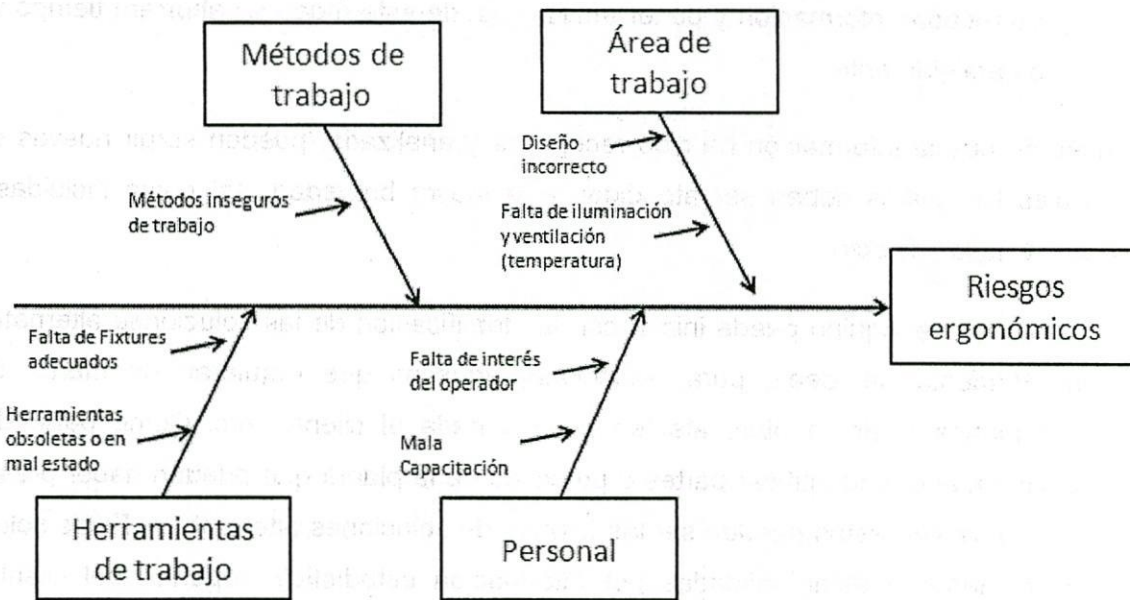 Métodos de
trabajo
Área de
trabajo
Diseño
incorrecto
Métodos inseguros
de trabajo
Falta de iluminación
y ventilación
(temperatura)
Riesgos
ergonómicos
Falta de Fixtures
adecuados
Falta de interés
del operador
Herramientas
obsoletas o en
mal estado
Mala
Capacitación
Herramientas
de trabajo
Personal